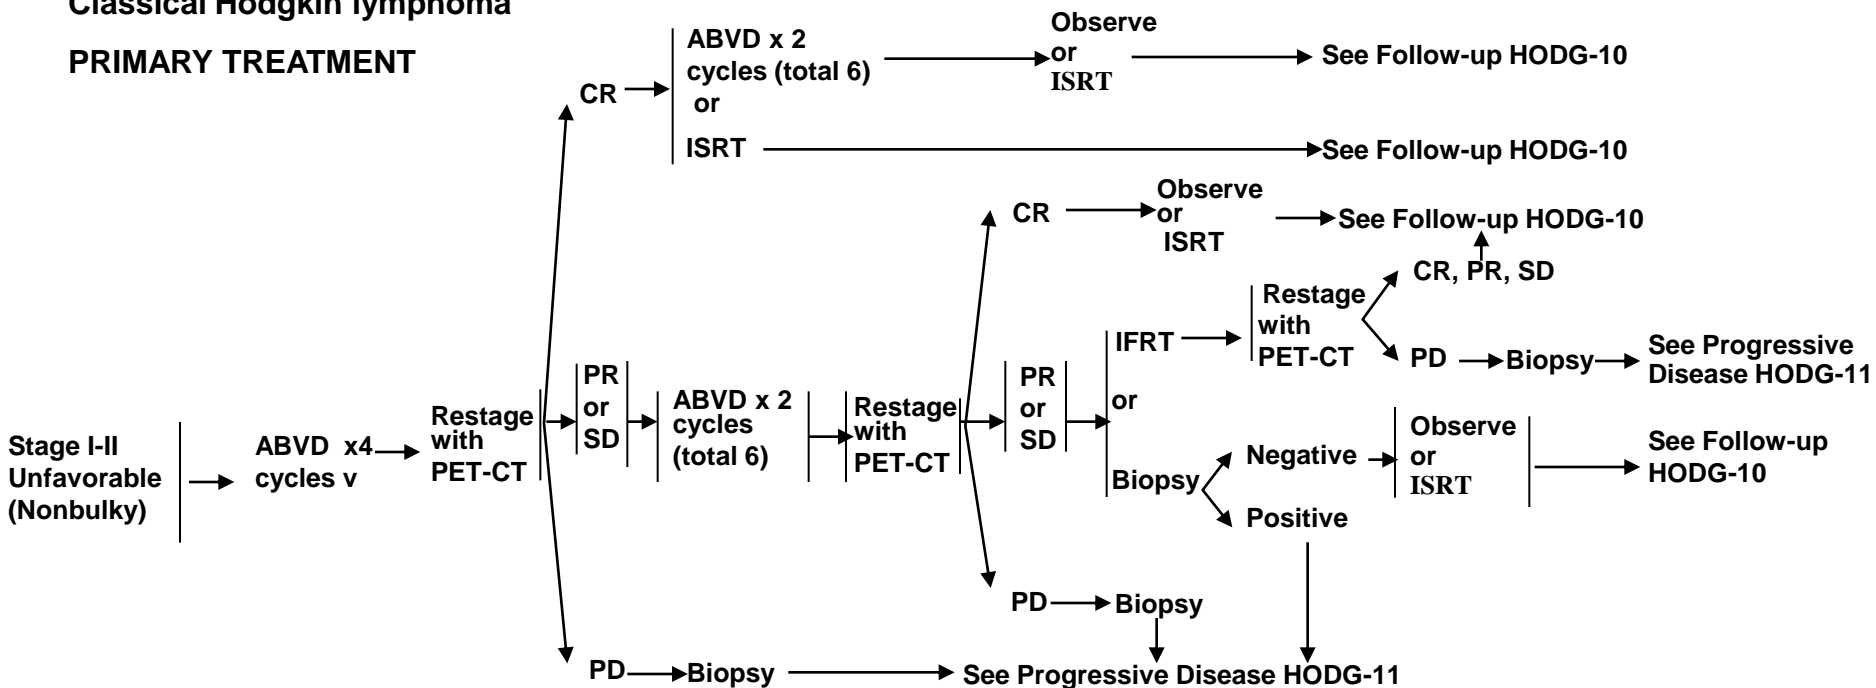 Classical Hodgkin lymphoma
PRIMARY TREATMENT
CR
ABVD x 2
cycles (total 6)
or
ISRT
Observe
or
ISRT
See Follow-up HODG-10
See Follow-up HODG-10
CR
Observe
or
ISRT
See Follow-up HODG-10
CR, PR, SD
Restage
with
PET-CT
IFRT
PD
Biopsy
See Progressive
Disease HODG-11
Stage I-II
Unfavorable
(Nonbulky)
ABVD x4
cycles v
Restage
with
PET-CT
PR
or
SD
ABVD x 2
cycles
(total 6)
Restage
with
PET-CT
PR
or
SD
or
Biopsy
Negative
Observe
or
ISRT
See Follow-up
HODG-10
Positive
PD
Biopsy
PD
Biopsy
See Progressive Disease HODG-11